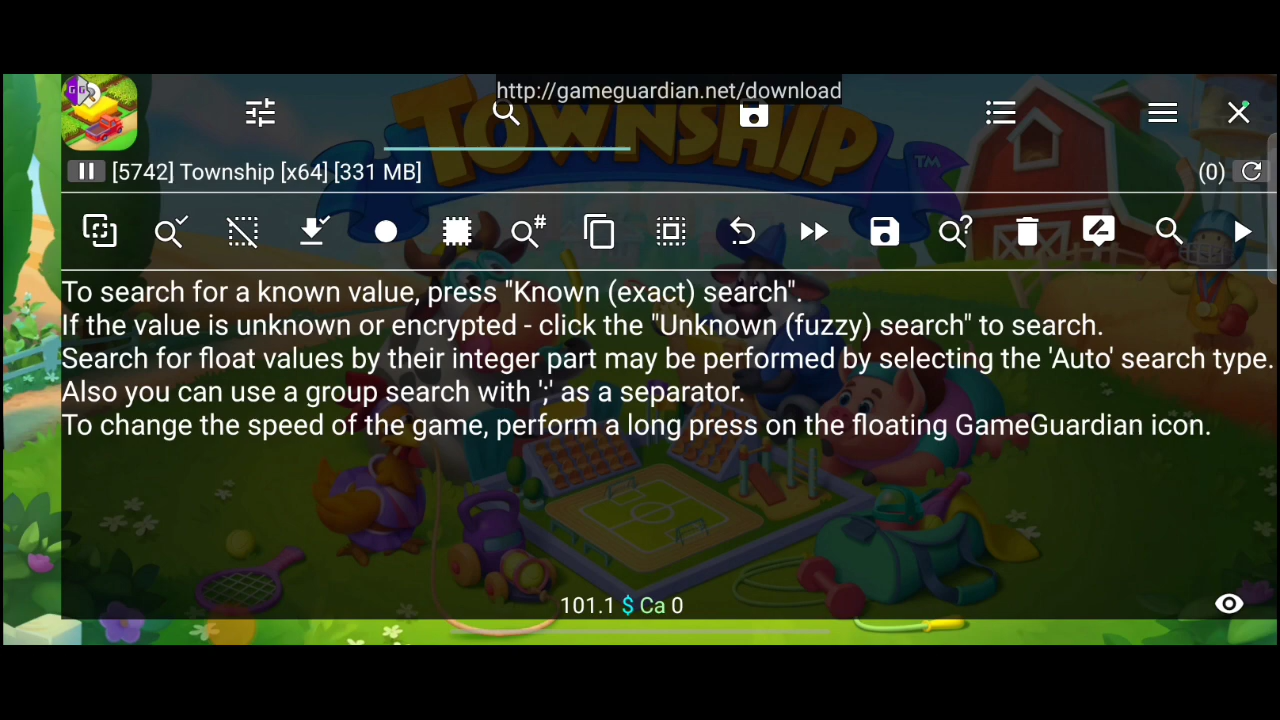 http://gameguardian.net/download
TOWNSHIP™
[5742] Township [x64] [331 MB]
(0)
To search for a known value, press "Known (exact) search".
If the value is unknown or encrypted - click the "Unknown (fuzzy) search" to search.
Search for float values by their integer part may be performed by selecting the 'Auto' search type.
Also you can use a group search with ';' as a separator.
To change the speed of the game, perform a long press on the floating GameGuardian icon.
101.1 $ Ca 0